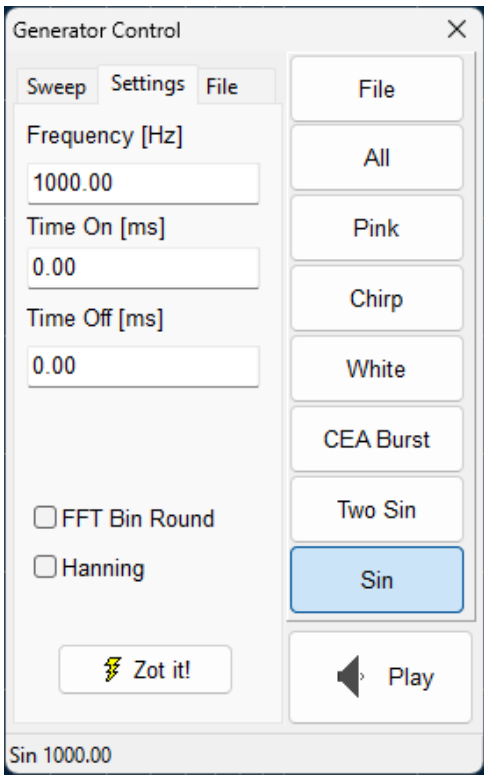 Generator Control
Sweep Settings File
Frequency [Hz]
1000.00
Time On [ms]
0.00
Time Off [ms]
0.00
FFT Bin Round
Hanning
Zot it!
File
All
Pink
Chirp
White
CEA Burst
Two Sin
Sin
Play
Sin 1000.00